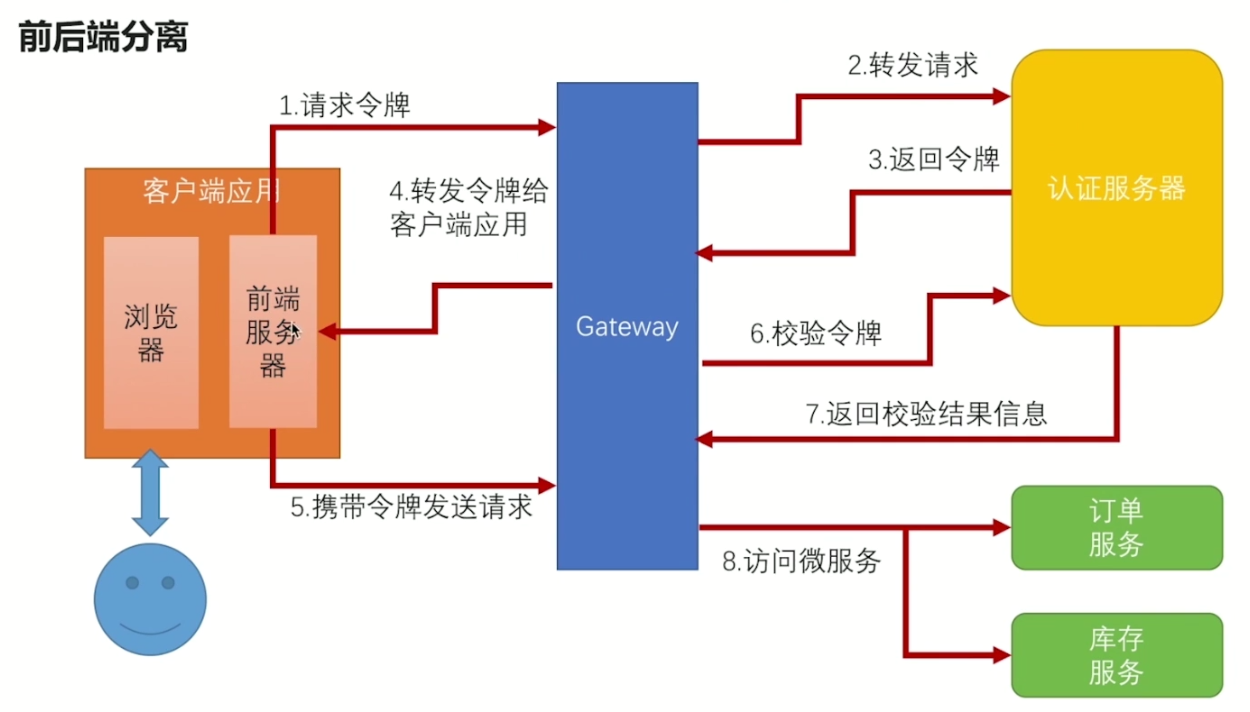 前后端分离
2.转发请求
1.请求令牌
3.返回令牌
4.转发令牌给
客户端应用
客户端应用
认证服务器
浏览
器
前端
服务
器
Gateway
6.校验令牌
7.返回校验结果信息
5.携带令牌发送请求
8.访问微服务
订单
服务
库存
服务